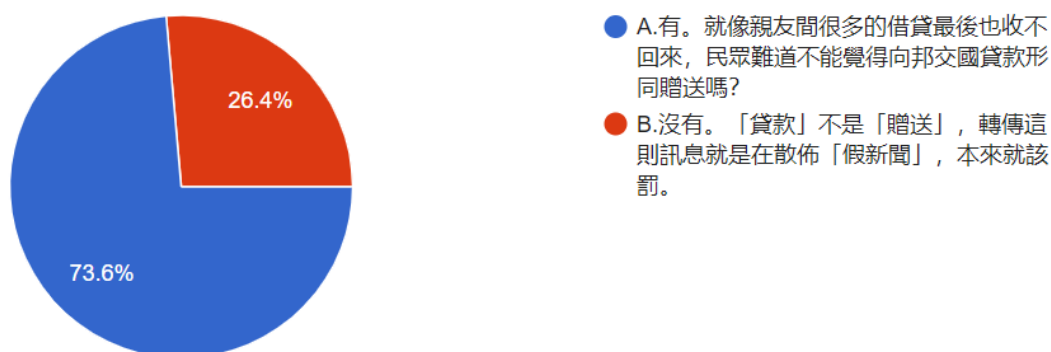 26.4%
73.6%
A.有。就像親友間很多的借貸最後也收不
回來，民眾難道不能覺得向邦交國貸款形
同贈送嗎?
B.沒有。「貸款」不是「贈送」，轉傳這
則訊息就是在散佈「假新聞」，本來就該
罰。